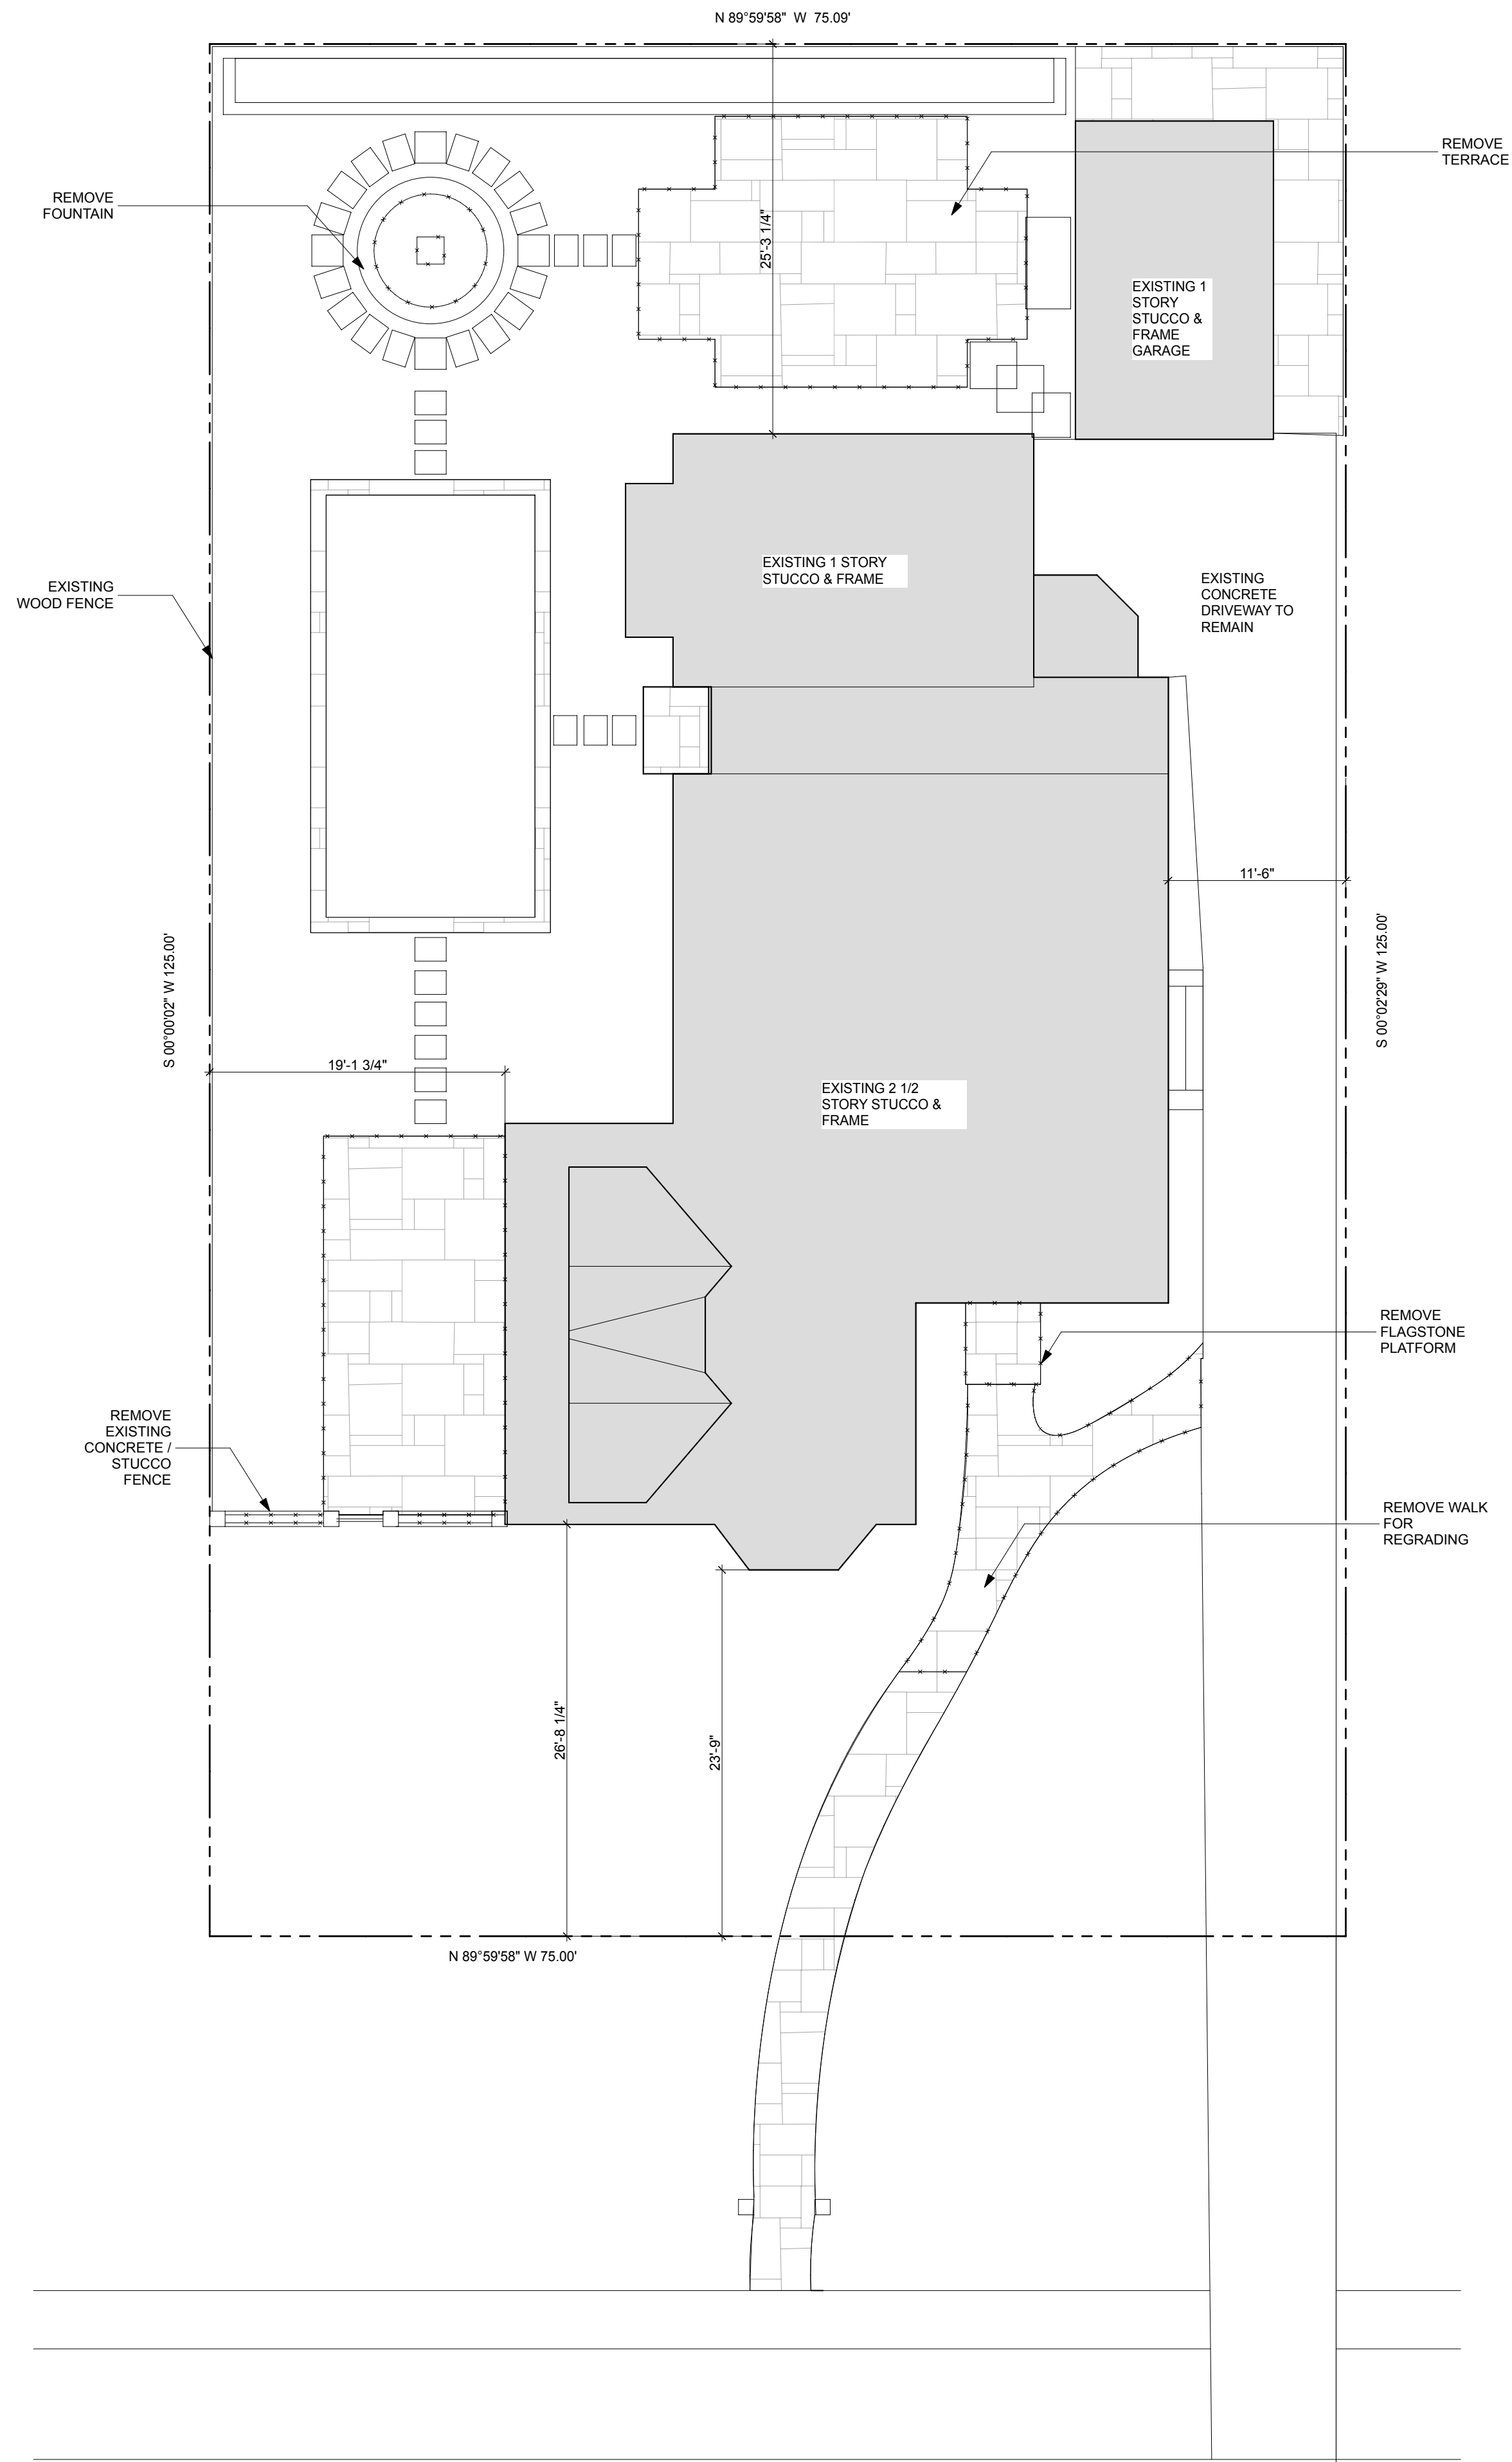 N 89°59'58" W 75.09'
REMOVE
TERRACE
REMOVE
FOUNTAIN
25'-3 1/4"
EXISTING 1
STORY
STUCCO &
FRAME
GARAGE
EXISTING 1 STORY
STUCCO & FRAME
EXISTING
CONCRETE
DRIVEWAY TO
REMAIN
EXISTING
WOOD FENCE
11'-6"
S 00°00'02" W 125.00'
S 00°02'29" W 125.00'
19'-1 3/4"
EXISTING 2 1/2
STORY STUCCO &
FRAME
REMOVE
FLAGSTONE
PLATFORM
REMOVE
EXISTING
CONCRETE /
STUCCO
FENCE
REMOVE WALK
FOR
REGRADING
26'-8 1/4"
23'-9"
N 89°59'58" W 75.00'